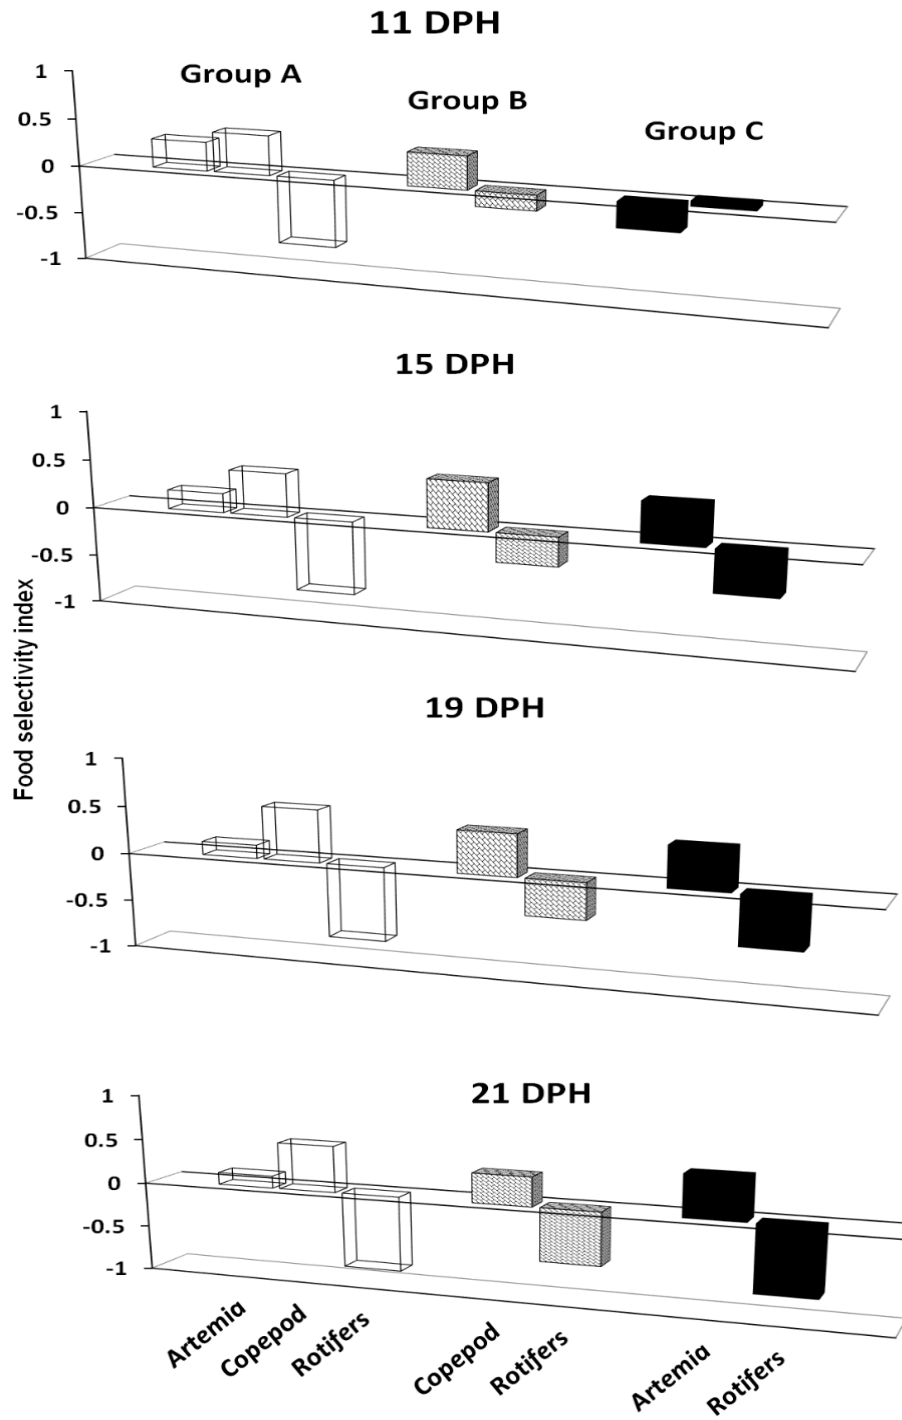 11 DPH
Group A
Group B
Group C
1
0.5
0
-0.5
-1
15 DPH
1
0.5
0
-0.5
-1
Food selectivity index
19 DPH
1
0.5
0
-0.5
-1
21 DPH
1
0.5
0
-0.5
-1
Artemia
Copepod
Rotifers
Copepod
Rotifers
Artemia
Rotifers